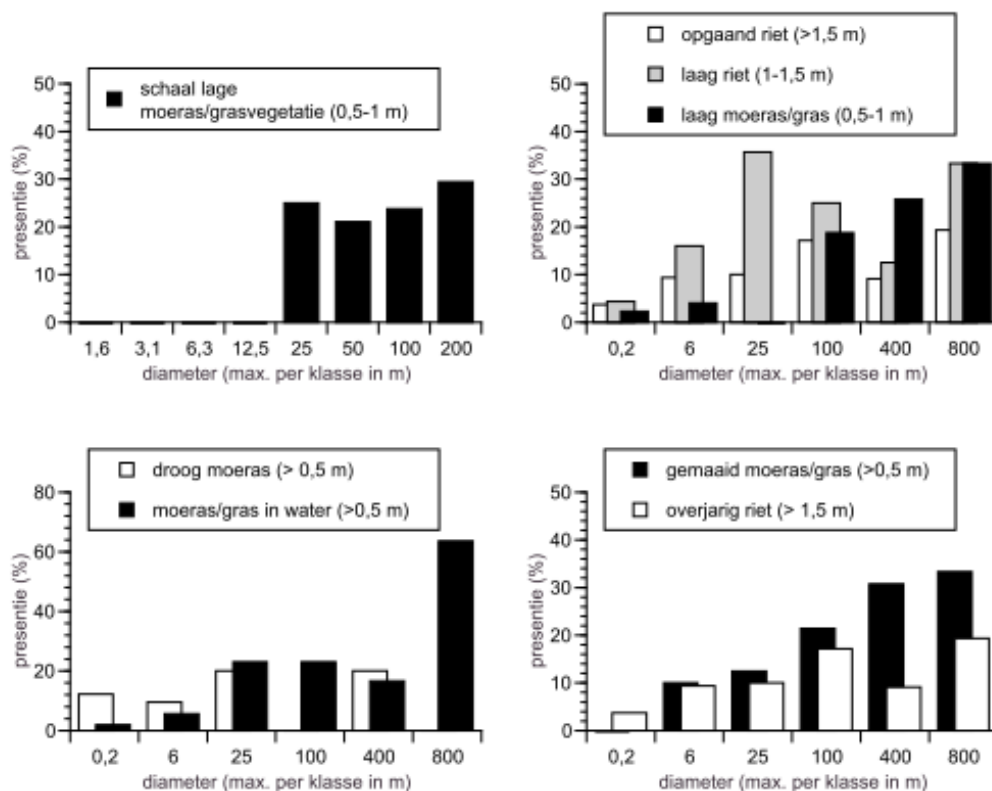 schaal lage
moeras/grasvegetatie (0,5-1 m)
presentie (%)
50
40
30
20
10
0
1,6 3,1 6,3 12,5 25 50 100 200
diameter (max. per klasse in m)
opgaand riet (>1,5 m)
laag riet (1-1,5 m)
laag moeras/gras (0,5-1 m)
presentie (%)
50
40
30
20
10
0
0,2 6 25 100 400 800
diameter (max. per klasse in m)
droog moeras (> 0,5 m)
moeras/gras in water (>0,5 m)
presentie (%)
80
60
40
20
0
0,2 6 25 100 400 800
diameter (max. per klasse in m)
gemaaid moeras/gras (>0,5 m)
overjarig riet (> 1,5 m)
presentie (%)
50
40
30
20
10
0
0,2 6 25 100 400 800
diameter (max. per klasse in m)